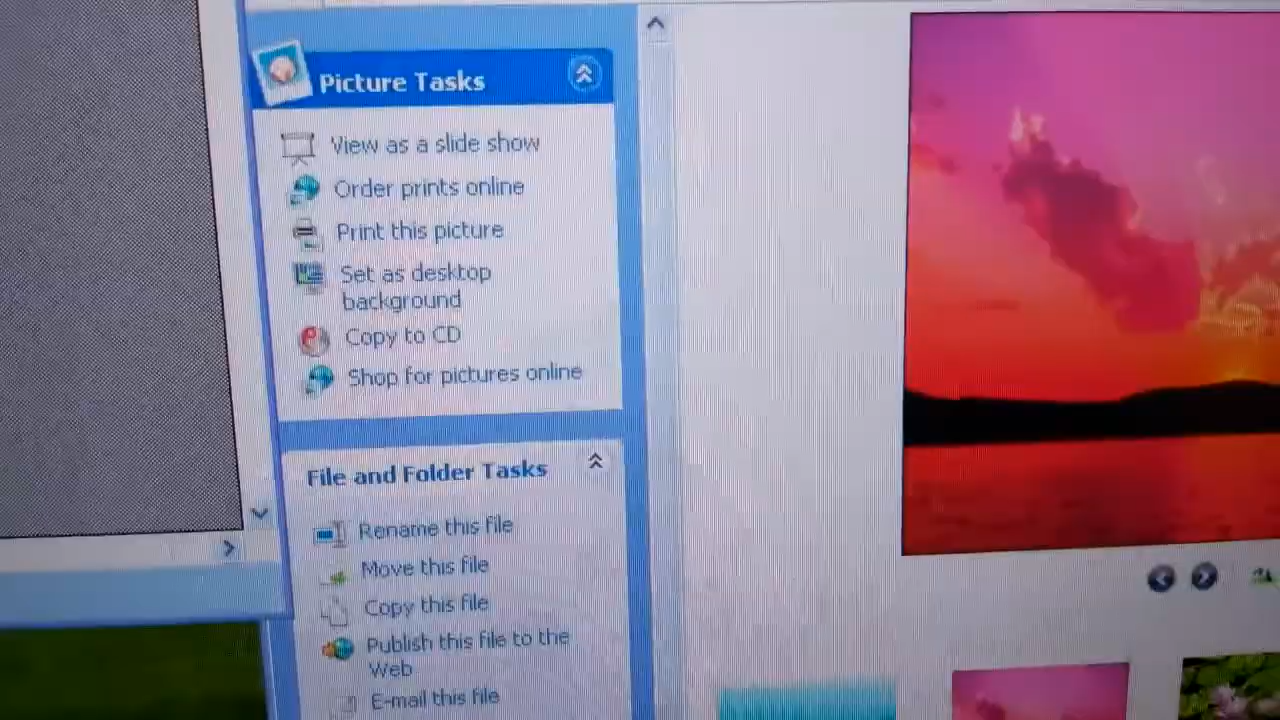 Picture Tasks
View as a slide show
Order prints online
Print this picture
Set as desktop
background
Copy to CD
Shop for pictures online
File and Folder Tasks
Rename this file
Move this file
Copy this file
Publish this file to the
Web
E-mail this file